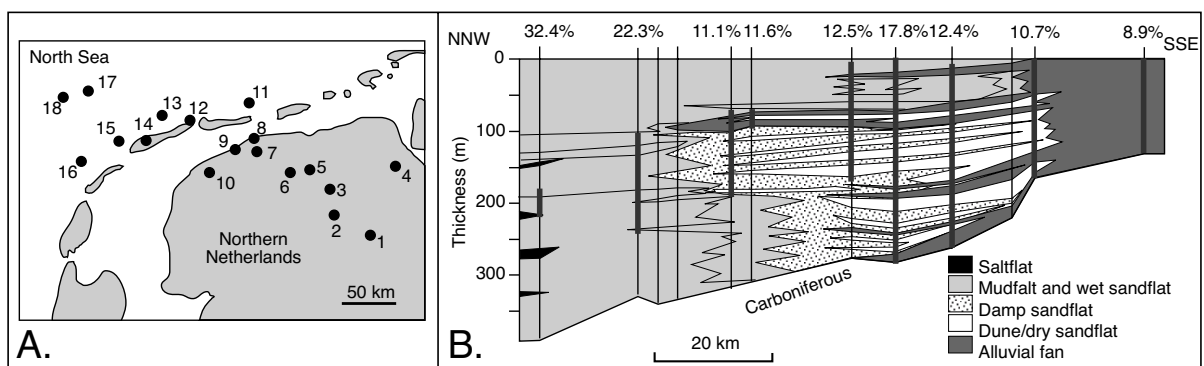 North Sea
17
18
11
13
12
14
15
8
9
7
16
10
6
5
4
3
2
1
Northern
Netherlands
50 km
A.
32.4% 22.3% 11.1% 11.6% 12.5% 17.8% 12.4% 10.7% 8.9%
NNW SSE
0
100
200
300
Thickness (m)
Carboniferous
Saltflat
Mudfalt and wet sandflat
Damp sandflat
Dune/dry sandflat
Alluvial fan
20 km
B.